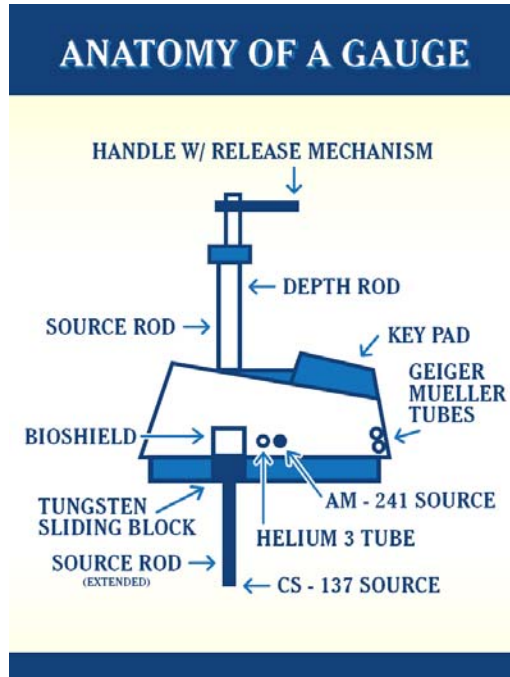 ANATOMY OF A GAUGE
HANDLE W/ RELEASE MECHANISM
DEPTH ROD
SOURCE ROD
KEY PAD
GEIGER
MUELLER
TUBES
BIOSHIELD
AM - 241 SOURCE
TUNGSTEN
SLIDING BLOCK
HELIUM 3 TUBE
SOURCE ROD
(EXTENDED)
CS - 137 SOURCE